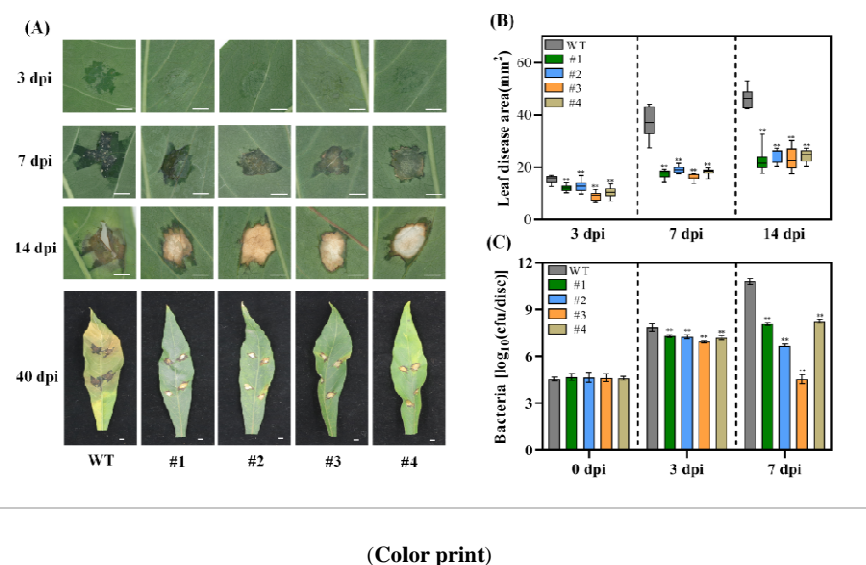 (A)
3 dpi
7 dpi
14 dpi
40 dpi
WT #1 #2 #3 #4
(B)
Leaf disease area(mm²)
60
40
20
0
WT
#1
#2
#3
#4
** ** ** **
** ** ** **
** ** ** **
3 dpi 7 dpi 14 dpi
(C)
Bacteria [log₁₀(cfu/disc)]
12
9
6
3
0
WT
#1
#2
#3
#4
** ** ** **
** ** ** **
0 dpi 3 dpi 7 dpi
(Color print)